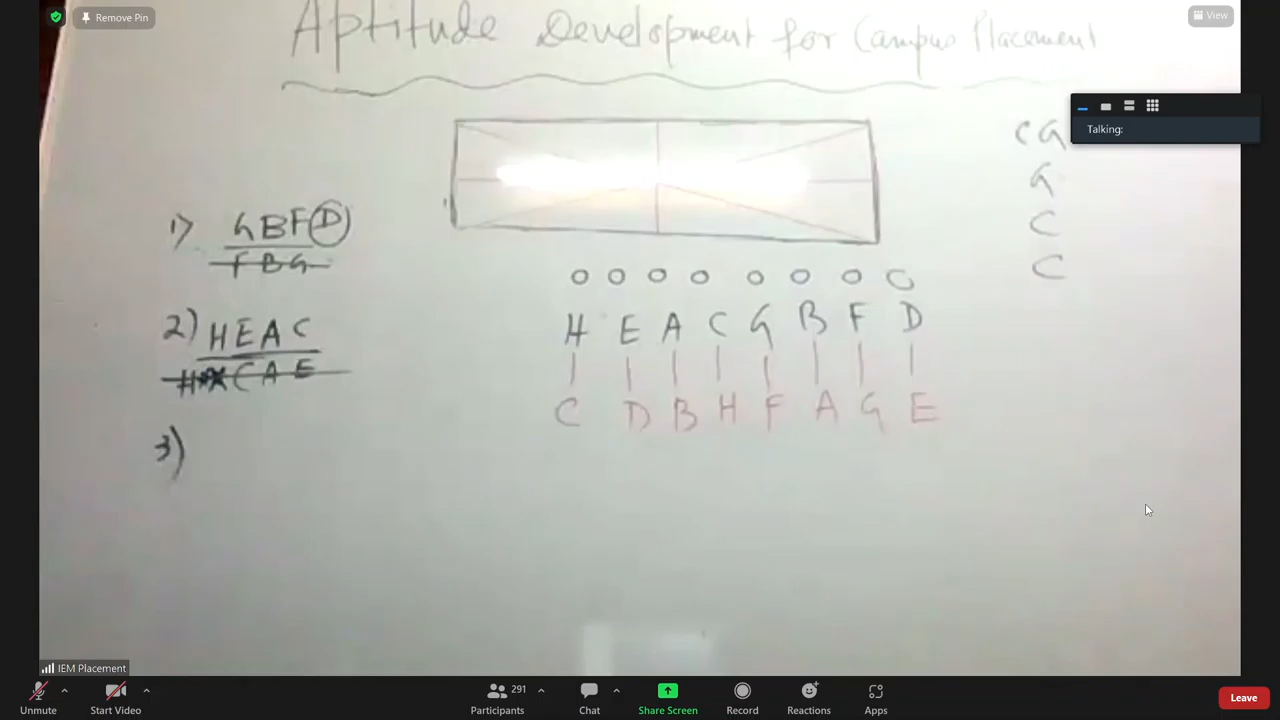 Remove Pin
View
Aptitude Development for Campus Placement
Talking:
CG
G
C
C
1) GBFD
FBG
2) HEAC
CAE
3)
H E A C G B F D
C D B H F A G E
IEM Placement
Unmute
Start Video
291
Participants
Chat
Share Screen
Record
Reactions
Apps
Leave